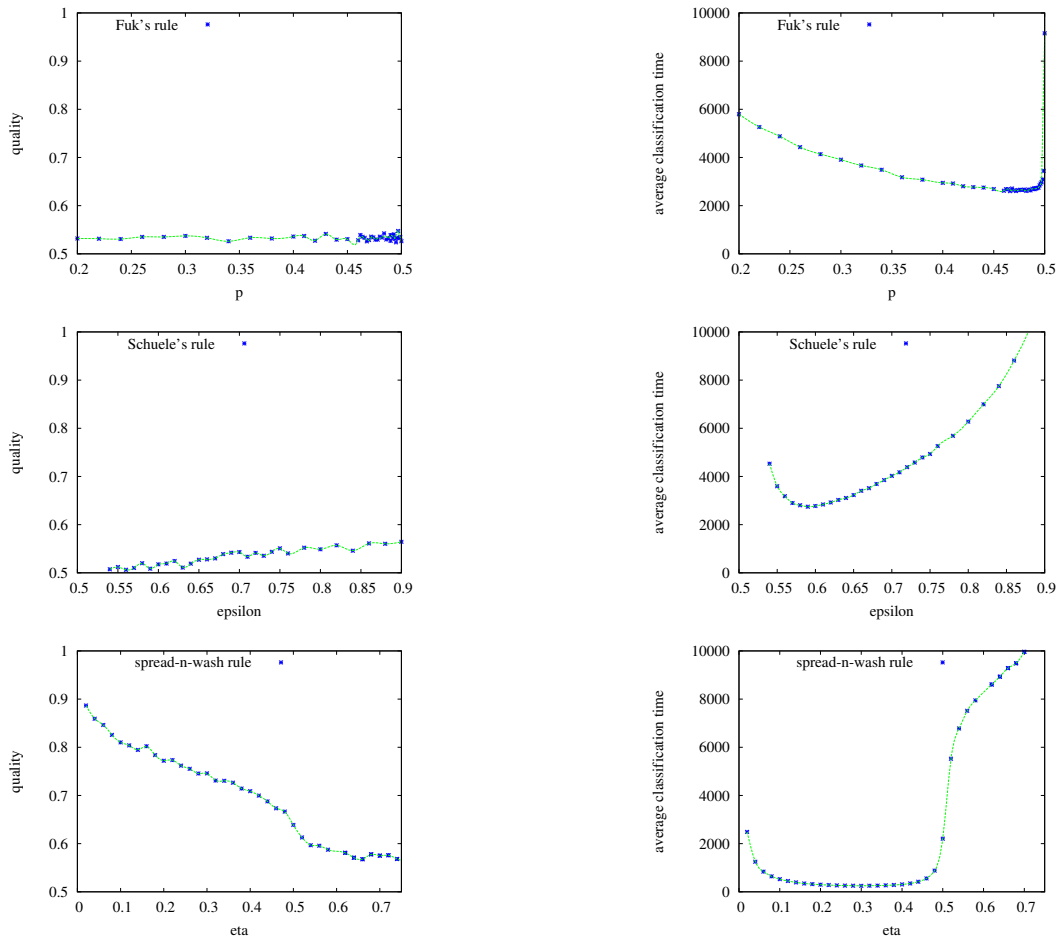 1
0.9
0.8
0.7
0.6
0.5
quality
Fuk's rule
0.2 0.25 0.3 0.35 0.4 0.45 0.5
p
10000
8000
6000
4000
2000
0
average classification time
Fuk's rule
0.2 0.25 0.3 0.35 0.4 0.45 0.5
p
1
0.9
0.8
0.7
0.6
0.5
quality
Schuele's rule
0.5 0.55 0.6 0.65 0.7 0.75 0.8 0.85 0.9
epsilon
10000
8000
6000
4000
2000
0
average classification time
Schuele's rule
0.5 0.55 0.6 0.65 0.7 0.75 0.8 0.85 0.9
epsilon
1
0.9
0.8
0.7
0.6
0.5
quality
spread-n-wash rule
0 0.1 0.2 0.3 0.4 0.5 0.6 0.7
eta
10000
8000
6000
4000
2000
0
average classification time
spread-n-wash rule
0 0.1 0.2 0.3 0.4 0.5 0.6 0.7
eta